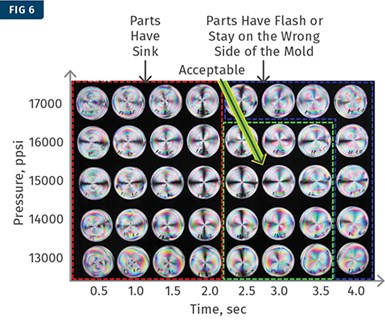 FIG 6
Parts
Have
Sink
Parts Have Flash or
Stay on the Wrong
Side of the Mold
Acceptable
Pressure, ppsi
17000
16000
15000
14000
13000
0.5 1.0 1.5 2.0 2.5 3.0 3.5 4.0
Time, sec